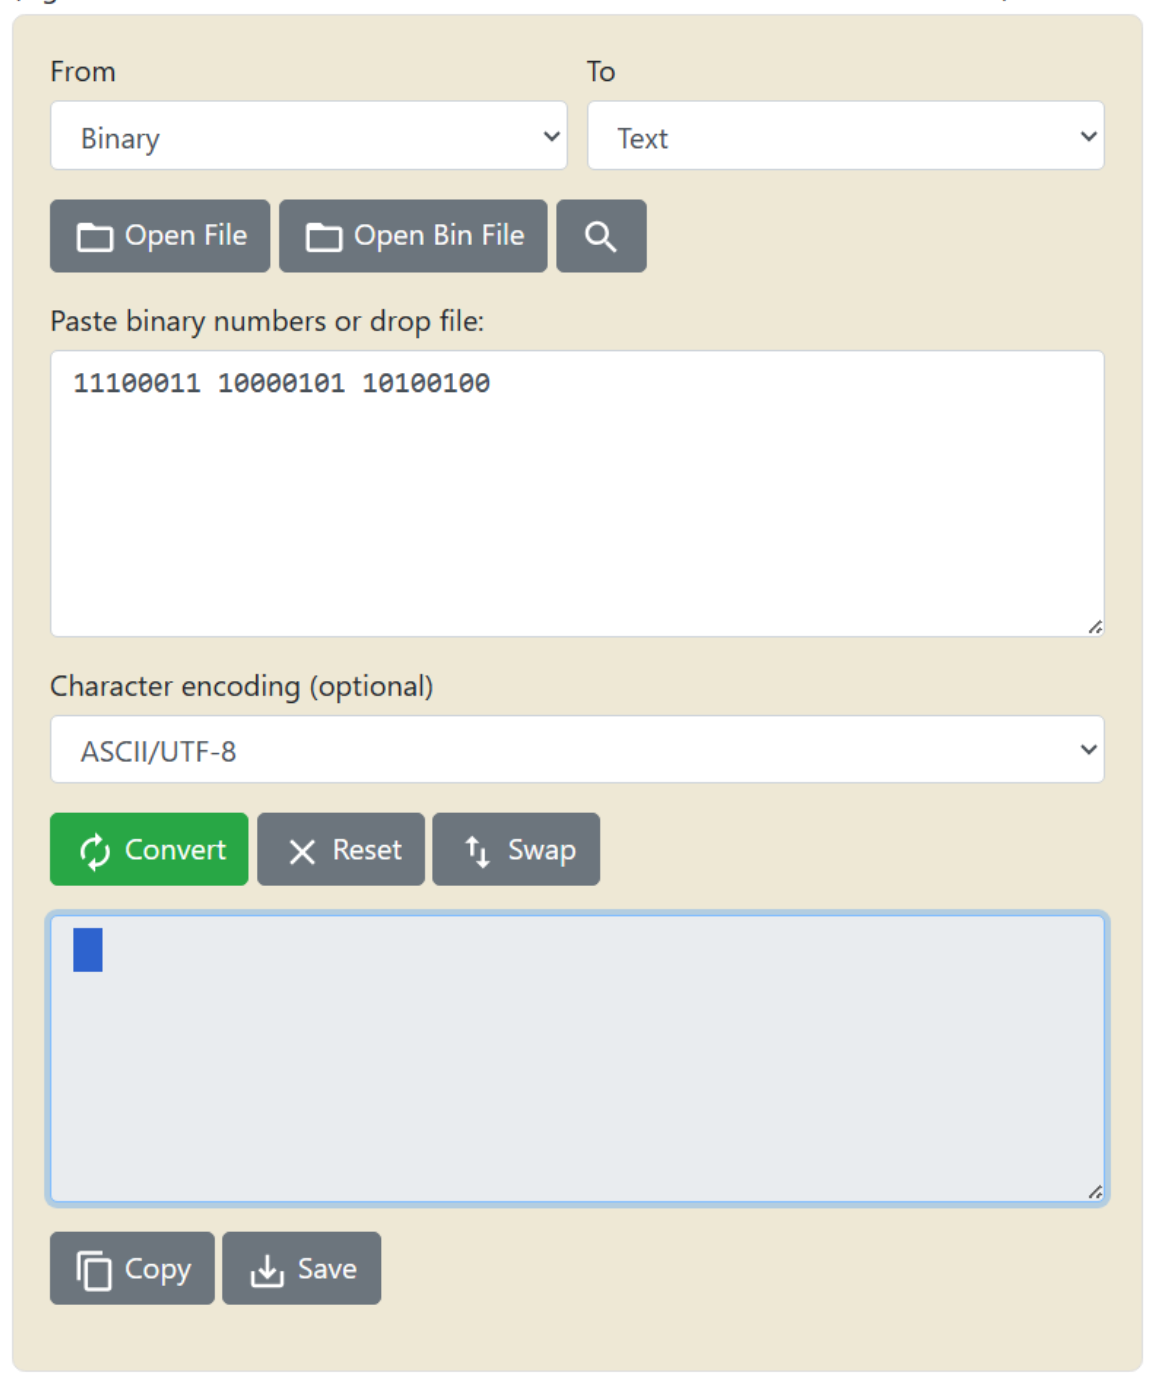 From To
Binary Text
Open File Open Bin File
Paste binary numbers or drop file:
11100011 10000101 10100100
Character encoding (optional)
ASCII/UTF-8
Convert Reset Swap
Copy Save